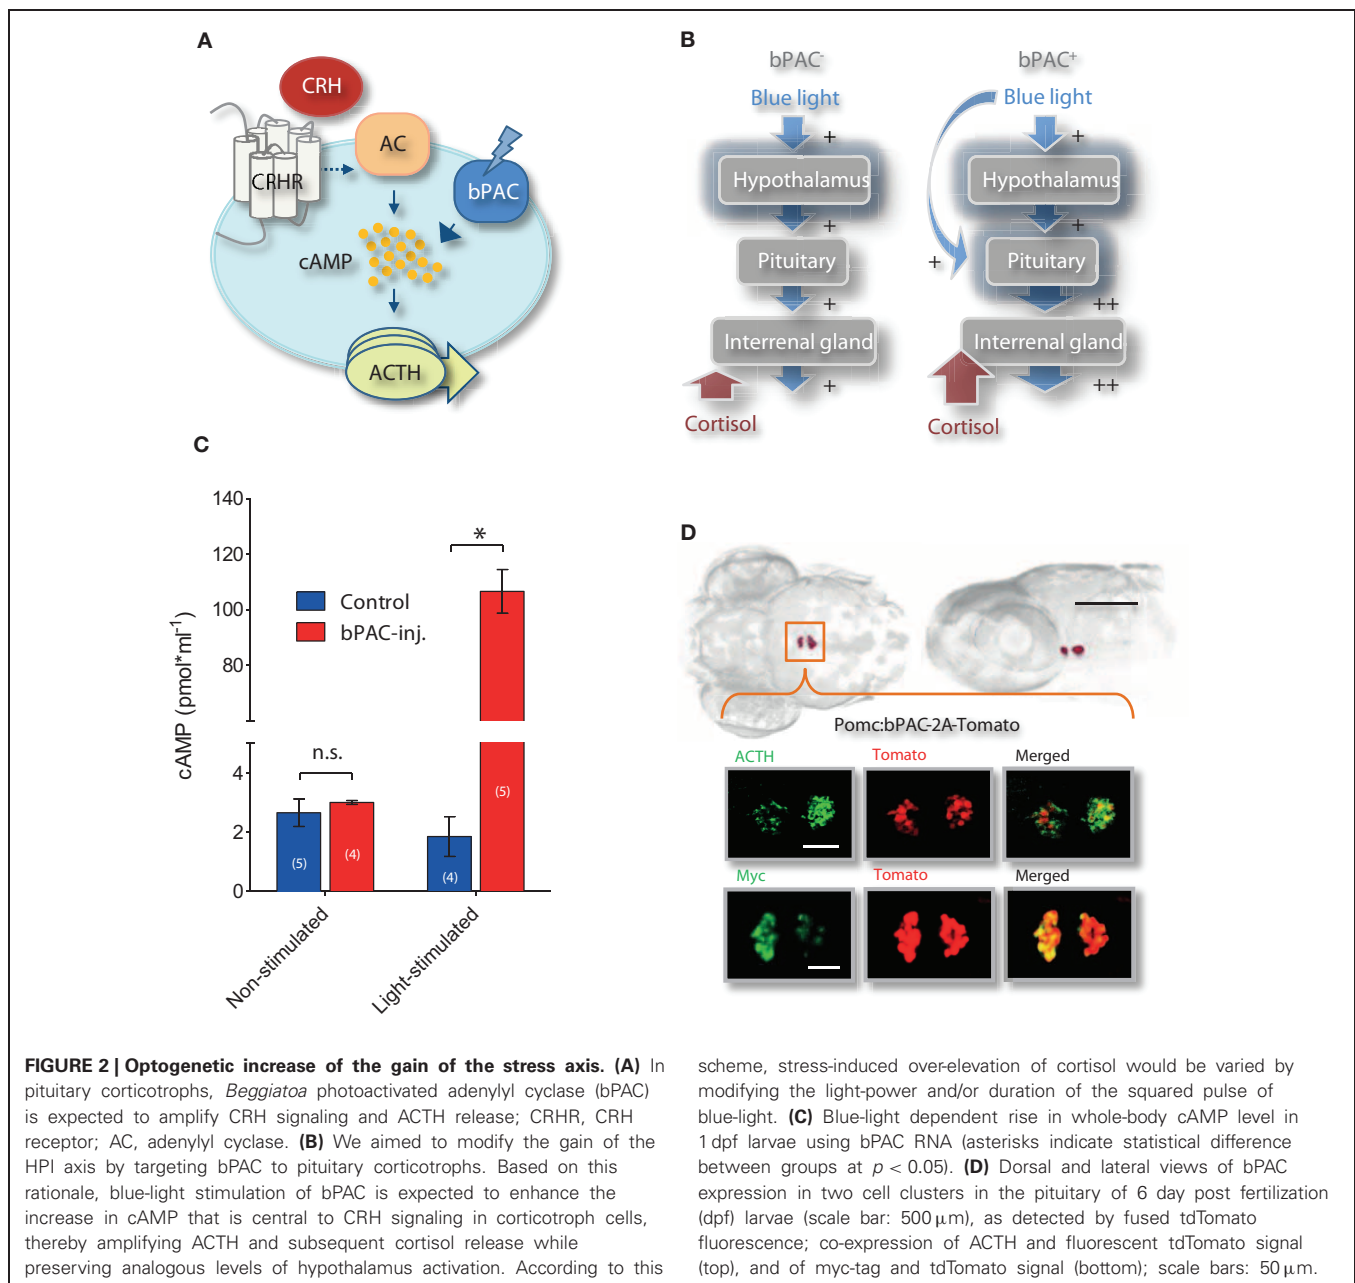 A
CRH
CRHR
AC
bPAC
cAMP
ACTH
B
bPAC-
bPAC+
Blue light
Blue light
+
+
Hypothalamus
Hypothalamus
+
+
Pituitary
Pituitary
+
+
++
Interrenal gland
Interrenal gland
+
++
Cortisol
Cortisol
C
140
120
100
80
4
2
0
cAMP (pmol*ml-1)
Control
bPAC-inj.
*
n.s.
(5)
(4)
(4)
(5)
Non-stimulated
Light-stimulated
D
Pomc:bPAC-2A-Tomato
ACTH
Tomato
Merged
Myc
Tomato
Merged
FIGURE 2 | Optogenetic increase of the gain of the stress axis. (A) In
pituitary corticotrophs, Beggiatoa photoactivated adenylyl cyclase (bPAC)
is expected to amplify CRH signaling and ACTH release; CRHR, CRH
receptor; AC, adenylyl cyclase. (B) We aimed to modify the gain of the
HPI axis by targeting bPAC to pituitary corticotrophs. Based on this
rationale, blue-light stimulation of bPAC is expected to enhance the
increase in cAMP that is central to CRH signaling in corticotroph cells,
thereby amplifying ACTH and subsequent cortisol release while
preserving analogous levels of hypothalamus activation. According to this
scheme, stress-induced over-elevation of cortisol would be varied by
modifying the light-power and/or duration of the squared pulse of
blue-light. (C) Blue-light dependent rise in whole-body cAMP level in
1 dpf larvae using bPAC RNA (asterisks indicate statistical difference
between groups at p < 0.05). (D) Dorsal and lateral views of bPAC
expression in two cell clusters in the pituitary of 6 day post fertilization
(dpf) larvae (scale bar: 500 μm), as detected by fused tdTomato
fluorescence; co-expression of ACTH and fluorescent tdTomato signal
(top), and of myc-tag and tdTomato signal (bottom); scale bars: 50 μm.